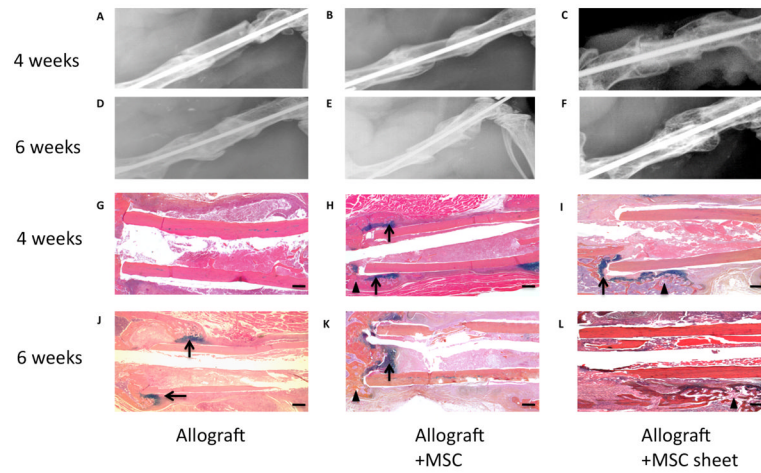 A
B
C
4 weeks
D
E
F
6 weeks
G
H
I
4 weeks
J
K
L
6 weeks
Allograft
Allograft
+MSC
Allograft
+MSC sheet